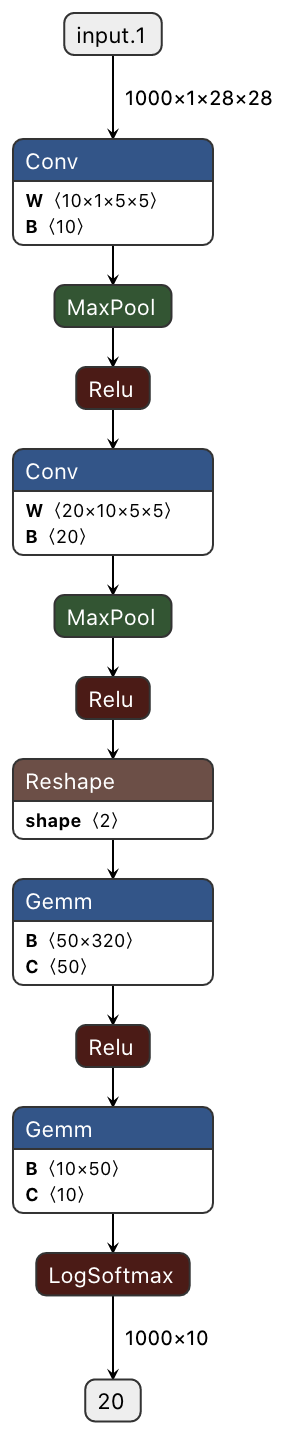 input.1
1000×1×28×28
Conv
W 〈10×1×5×5〉
B 〈10〉
MaxPool
Relu
Conv
W 〈20×10×5×5〉
B 〈20〉
MaxPool
Relu
Reshape
shape 〈2〉
Gemm
B 〈50×320〉
C 〈50〉
Relu
Gemm
B 〈10×50〉
C 〈10〉
LogSoftmax
1000×10
20